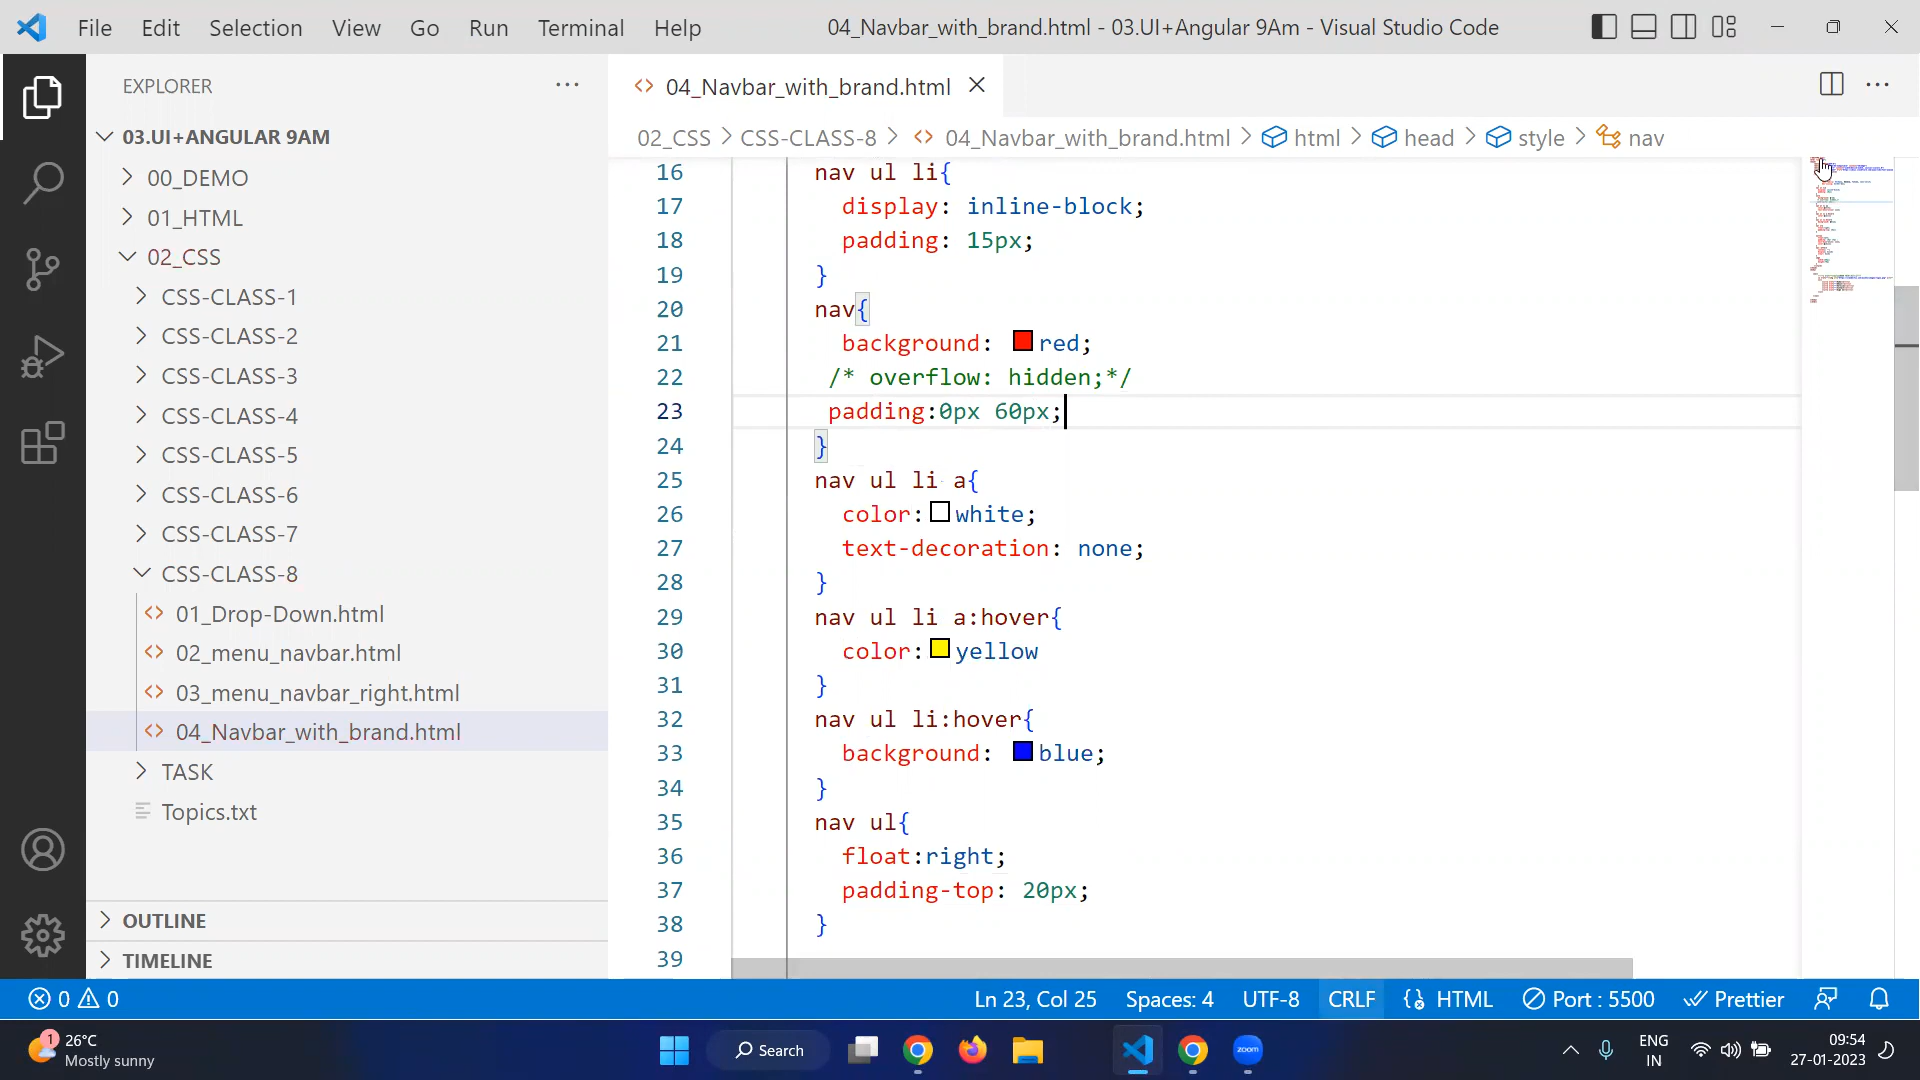 File Edit Selection View Go Run Terminal Help 04_Navbar_with_brand.html - 03.UI+Angular 9Am - Visual Studio Code
EXPLORER
03.UI+ANGULAR 9AM
00_DEMO
01_HTML
02_CSS
CSS-CLASS-1
CSS-CLASS-2
CSS-CLASS-3
CSS-CLASS-4
CSS-CLASS-5
CSS-CLASS-6
CSS-CLASS-7
CSS-CLASS-8
01_Drop-Down.html
02_menu_navbar.html
03_menu_navbar_right.html
04_Navbar_with_brand.html
TASK
Topics.txt
OUTLINE
TIMELINE
04_Navbar_with_brand.html
02_CSS > CSS-CLASS-8 > 04_Navbar_with_brand.html > html > head > style > nav
16 nav ul li{
17 display: inline-block;
18 padding: 15px;
19 }
20 nav{
21 background: red;
22 /* overflow: hidden;*/
23 padding:0px 60px;
24 }
25 nav ul li a{
26 color: white;
27 text-decoration: none;
28 }
29 nav ul li a:hover{
30 color: yellow
31 }
32 nav ul li:hover{
33 background: blue;
34 }
35 nav ul{
36 float:right;
37 padding-top: 20px;
38 }
39
0 0 Ln 23, Col 25 Spaces: 4 UTF-8 CRLF HTML Port : 5500 Prettier
1 26°C
Mostly sunny
Search
zoom
ENG
IN
09:54
27-01-2023